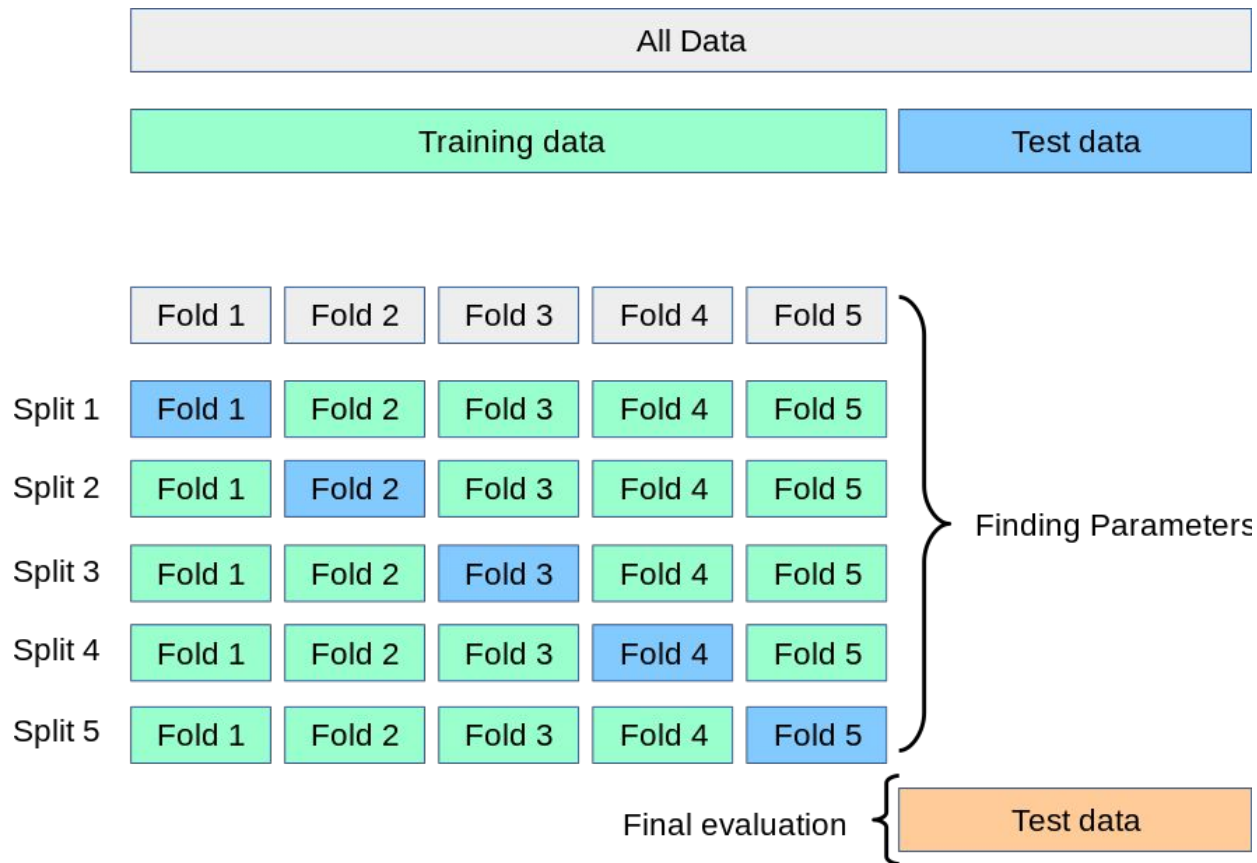 All Data
Training data Test data
Fold 1 Fold 2 Fold 3 Fold 4 Fold 5
Split 1 Fold 1 Fold 2 Fold 3 Fold 4 Fold 5
Split 2 Fold 1 Fold 2 Fold 3 Fold 4 Fold 5
Finding Parameters
Split 3 Fold 1 Fold 2 Fold 3 Fold 4 Fold 5
Split 4 Fold 1 Fold 2 Fold 3 Fold 4 Fold 5
Split 5 Fold 1 Fold 2 Fold 3 Fold 4 Fold 5
Final evaluation Test data